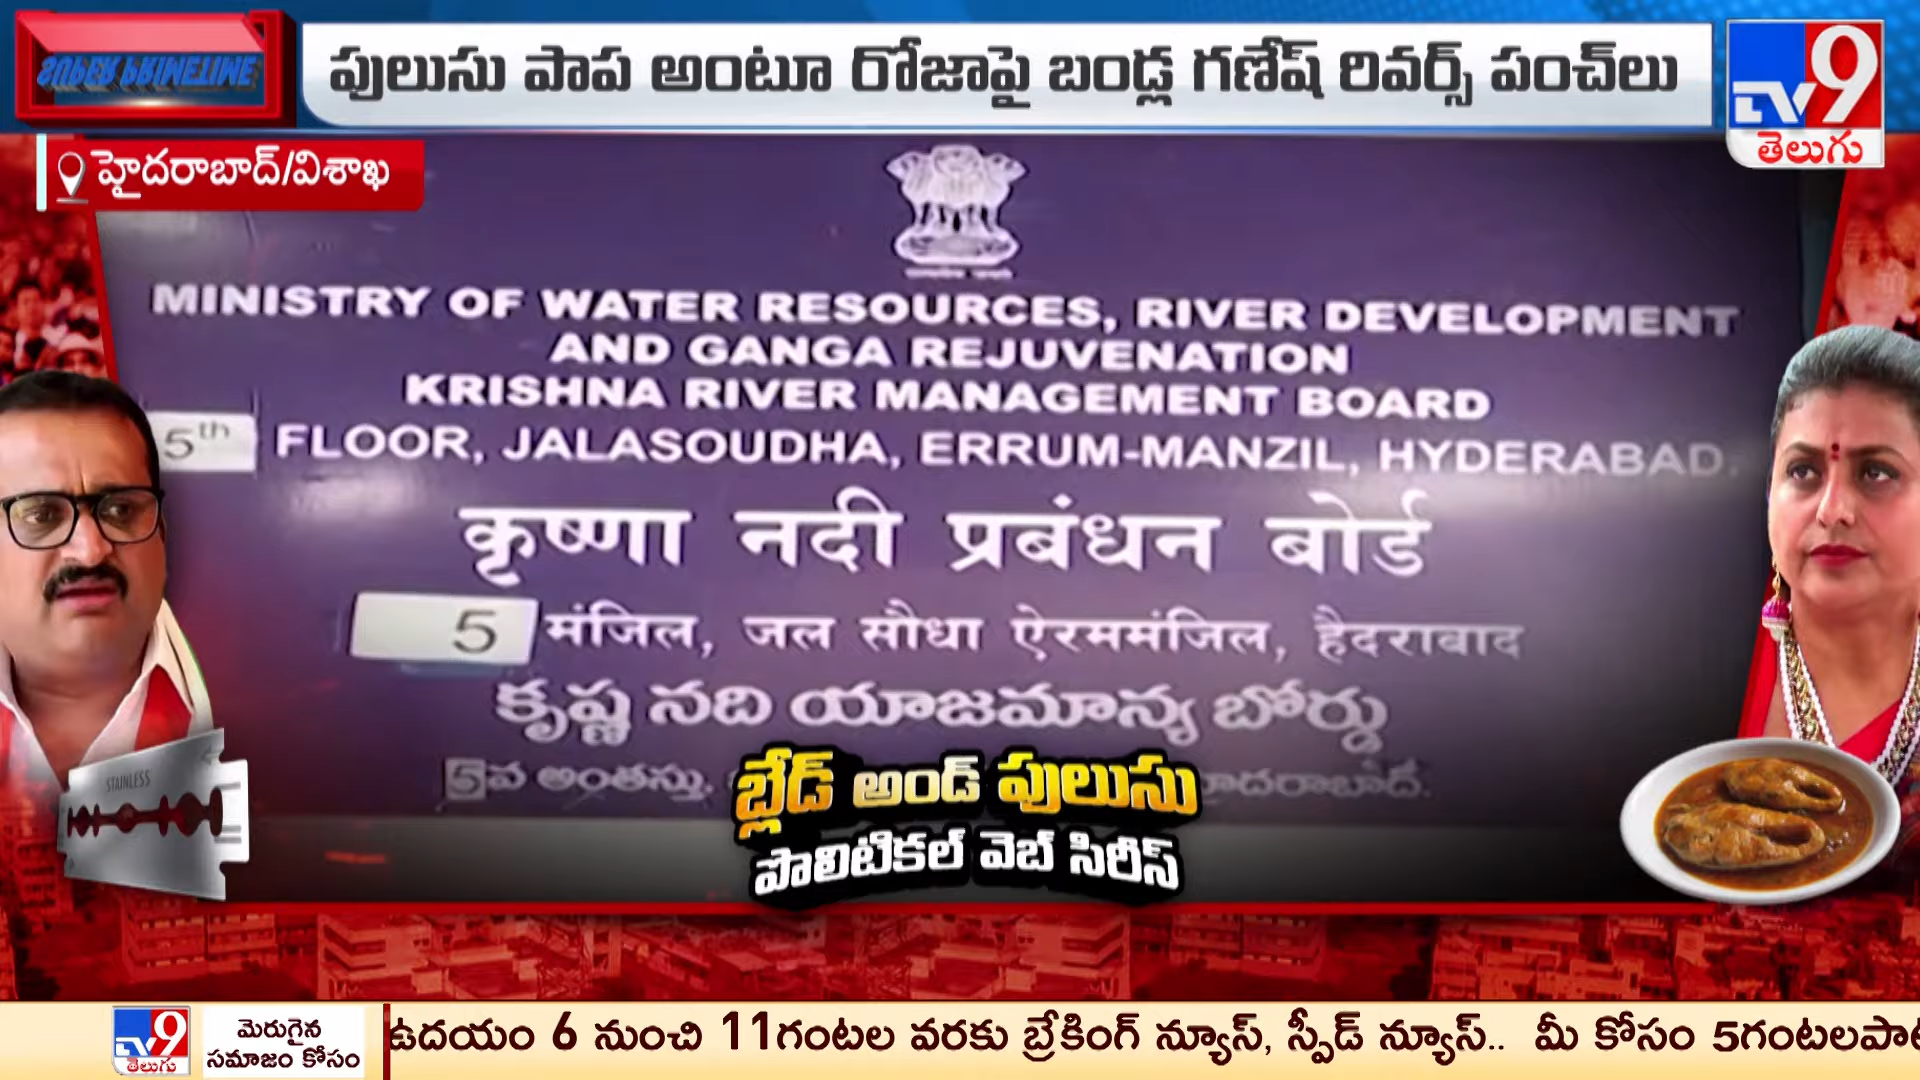 SUPER PRIMETIME
పులుసు పాప అంటూ రోజాపై బండ్ల గణేష్ రివర్స్ పంచ్‌లు
TV9
తెలుగు
హైదరాబాద్/విశాఖ
MINISTRY OF WATER RESOURCES, RIVER DEVELOPMENT
AND GANGA REJUVENATION
KRISHNA RIVER MANAGEMENT BOARD
5th FLOOR, JALASOUDHA, ERRUM-MANZIL, HYDERABAD.
कृष्णा नदी प्रबंधन बोर्ड
5 मंजिल, जल सौधा ऐरममंजिल, हैदराबाद
కృష్ణ నది యాజమాన్య బోర్డు
5వ అంతస్తు,
బ్లేడ్ అండ్ పులుసు
పొలిటికల్ వెబ్ సిరీస్
STAINLESS
TV9
తెలుగు
మెరుగైన
సమాజం కోసం
ఉదయం 6 నుంచి 11గంటల వరకు బ్రేకింగ్ న్యూస్, స్పీడ్ న్యూస్.. మీ కోసం